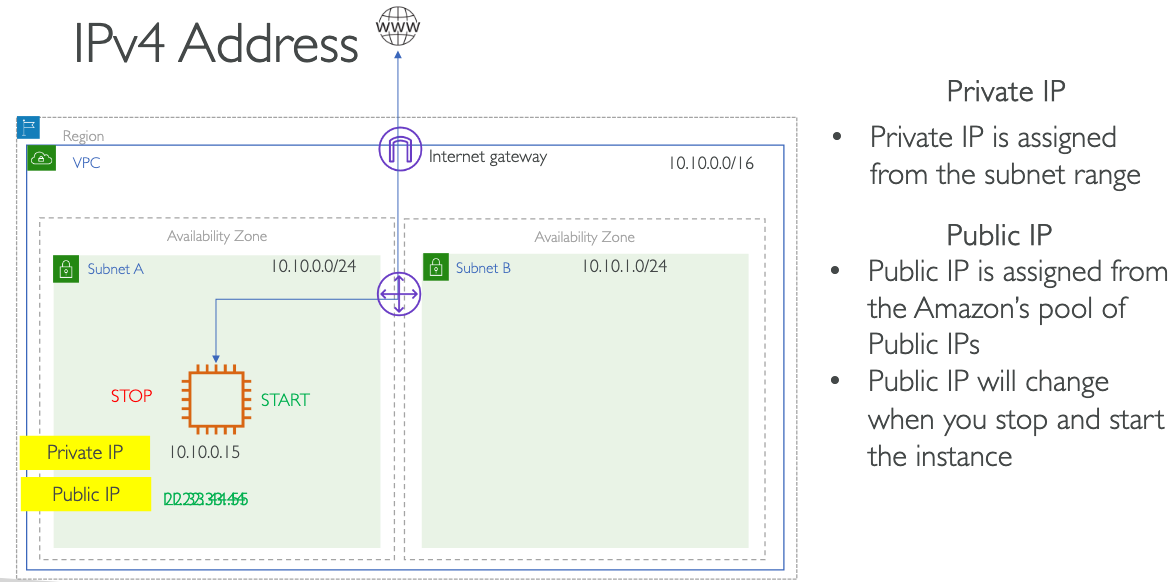 IPv4 Address
WWW
Region
VPC
Internet gateway
10.10.0.0/16
Availability Zone
Availability Zone
Subnet A
10.10.0.0/24
Subnet B
10.10.1.0/24
STOP
START
Private IP
10.10.0.15
Public IP
Private IP
• Private IP is assigned
from the subnet range
Public IP
• Public IP is assigned from
the Amazon's pool of
Public IPs
• Public IP will change
when you stop and start
the instance